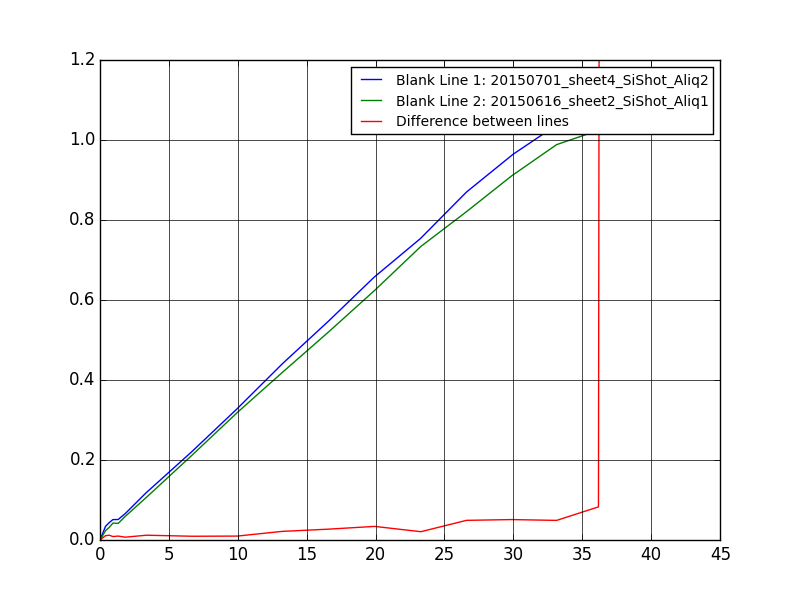 1.2
Blank Line 1: 20150701_sheet4_SiShot_Aliq2
Blank Line 2: 20150616_sheet2_SiShot_Aliq1
Difference between lines
1.0
0.8
0.6
0.4
0.2
0.0
0 5 10 15 20 25 30 35 40 45